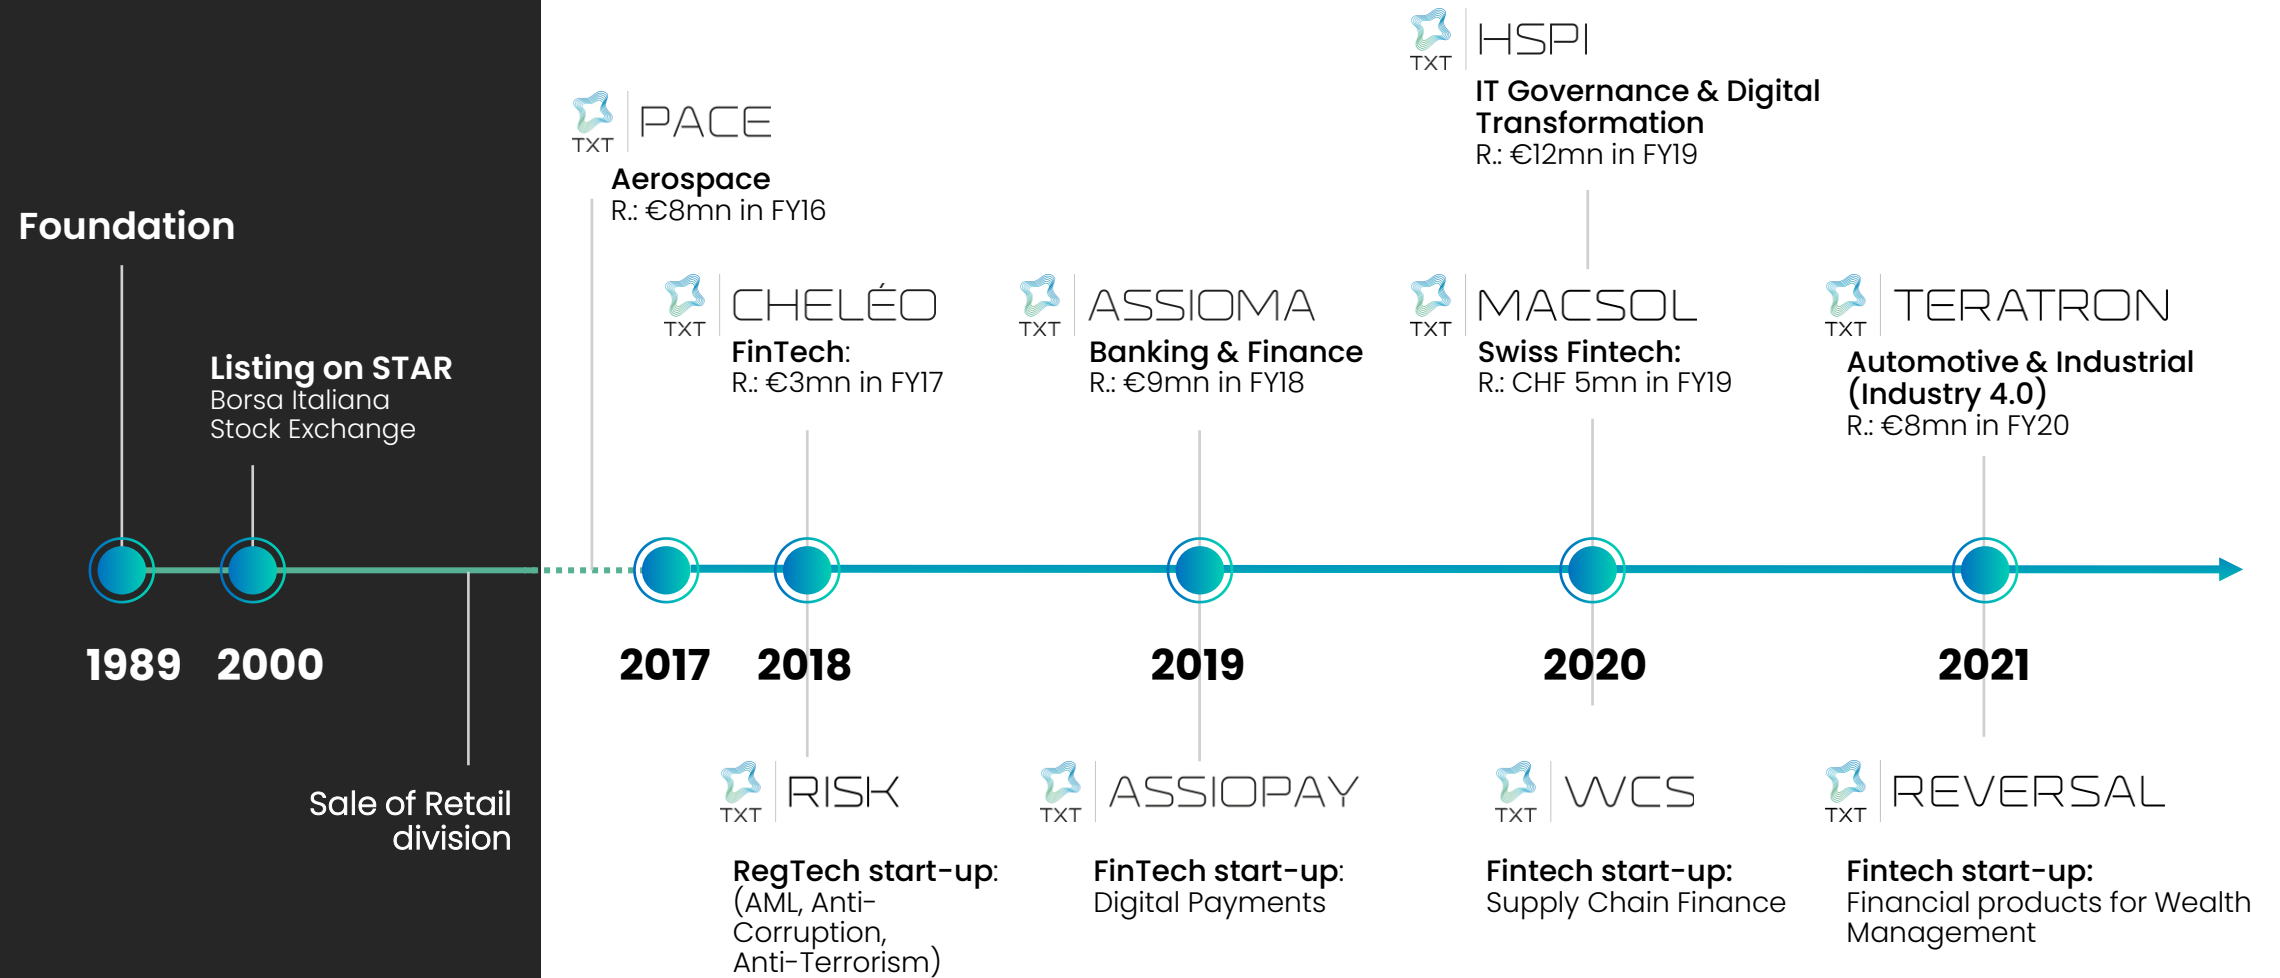 Foundation
Listing on STAR
Borsa Italiana
Stock Exchange
1989
2000
Sale of Retail
division
TXT PACE
Aerospace
R.: €8mn in FY16
2017
TXT CHELÉO
FinTech:
R.: €3mn in FY17
2018
TXT RISK
RegTech start-up:
(AML, Anti-
Corruption,
Anti-Terrorism)
TXT ASSIOMA
Banking & Finance
R.: €9mn in FY18
2019
TXT ASSIOPAY
FinTech start-up:
Digital Payments
TXT HSPI
IT Governance & Digital
Transformation
R.: €12mn in FY19
TXT MACSOL
Swiss Fintech:
R.: CHF 5mn in FY19
2020
TXT WCS
Fintech start-up:
Supply Chain Finance
TXT TERATRON
Automotive & Industrial
(Industry 4.0)
R.: €8mn in FY20
2021
TXT REVERSAL
Fintech start-up:
Financial products for Wealth
Management